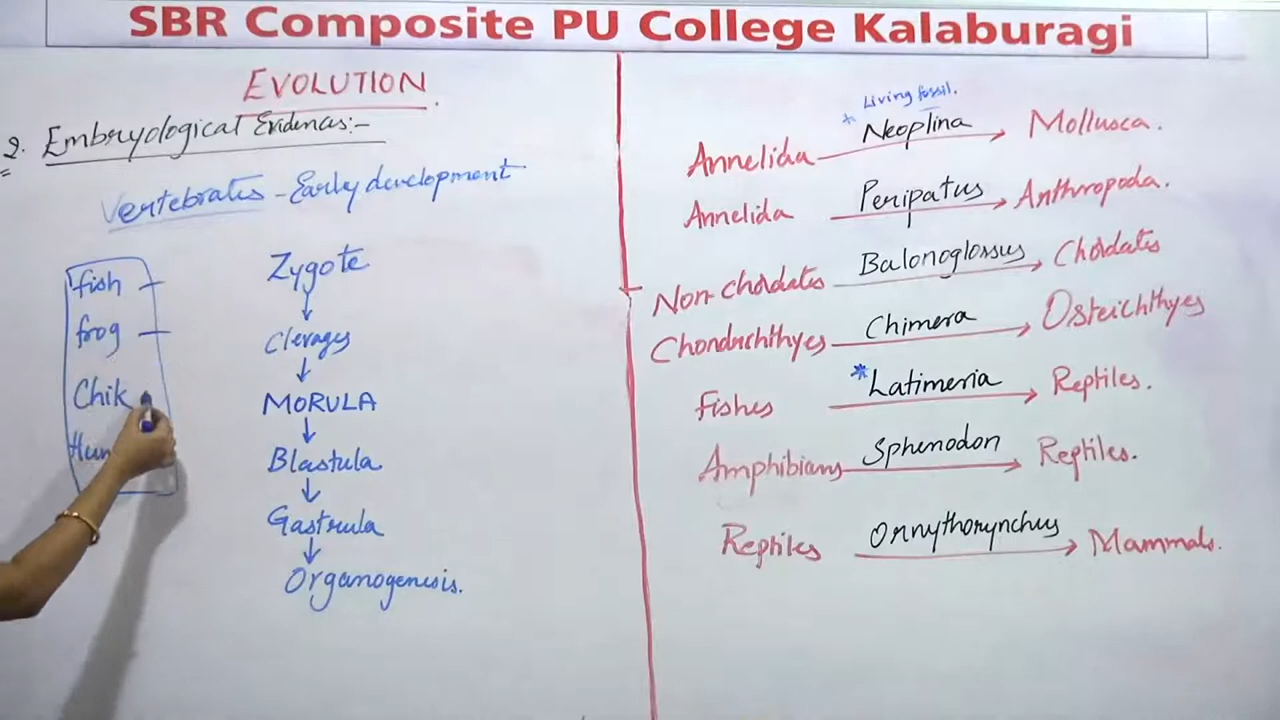 SBR Composite PU College Kalaburagi
EVOLUTION.
2. Embryological Evidences:-
Vertebrates - Early development
fish
frog
Chik
Hum
Zygote
Clevages
MORULA
Blastula
Gastrula
Organogenesis.
Living fossil.
Annelida * Neoplina Mollusca.
Annelida Peripatus Anthropoda.
Non-Chordates Balonoglossus Chordates
Chondrichthyes Chimera Osteichthyes
Fishes * Latimeria Reptiles.
Amphibians Sphenodon Reptiles.
Reptiles Ornythorynchus Mammals.